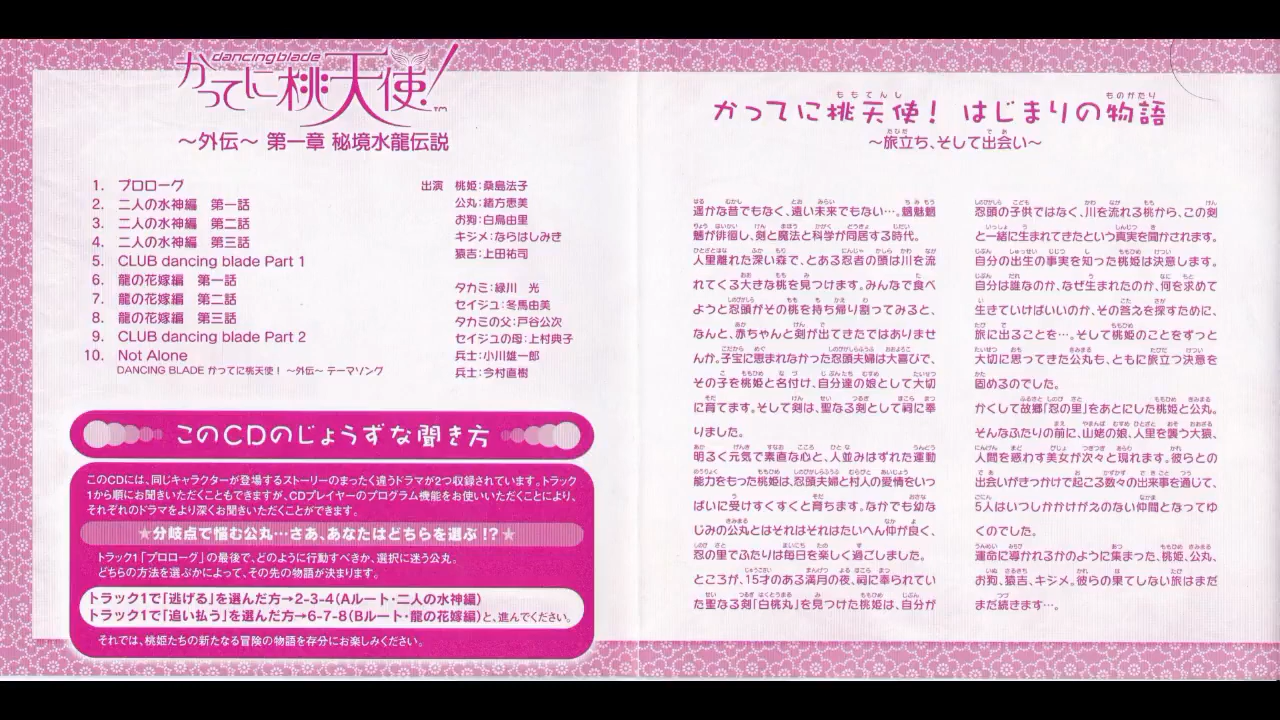 dancing blade
かってに桃天使!™
～外伝～ 第一章 秘境水龍伝説
1. プロローグ
2. 二人の水神編　第一話
3. 二人の水神編　第二話
4. 二人の水神編　第三話
5. CLUB dancing blade Part 1
6. 龍の花嫁編　第一話
7. 龍の花嫁編　第二話
8. 龍の花嫁編　第三話
9. CLUB dancing blade Part 2
10. Not Alone
DANCING BLADE かってに桃天使！ ～外伝～ テーマソング
出演 桃姫：桑島法子
公丸：緒方恵美
お狗：白鳥由里
キジメ：ならはしみき
猿吉：上田祐司
タカミ：緑川　光
セイジュ：冬馬由美
タカミの父：戸谷公次
セイジュの母：上村典子
兵士：小川雄一郎
兵士：今村直樹
このCDのじょうずな聞き方
このCDには、同じキャラクターが登場するストーリーのまったく違うドラマが2つ収録されています。トラック
1から順にお聞きいただくこともできますが、CDプレイヤーのプログラム機能をお使いいただくことにより、
それぞれのドラマをより深くお聞きいただくことができます。
★分岐点で悩む公丸…さあ、あなたはどちらを選ぶ!?★
トラック1「プロローグ」の最後で、どのように行動すべきか、選択に迷う公丸。
どちらの方法を選ぶかによって、その先の物語が決まります。
トラック1で「逃げる」を選んだ方→2-3-4(Aルート・二人の水神編)
トラック1で「追い払う」を選んだ方→6-7-8(Bルート・龍の花嫁編)と、進んでください。
それでは、桃姫たちの新たなる冒険の物語を存分にお楽しみください。
かってに桃天使！ はじまりの物語
～旅立ち、そして出会い～
遥かな昔でもなく、遠い未来でもない…。魑魅魍
魎が徘徊し、剣と魔法と科学が同居する時代。
人里離れた深い森で、とある忍者の頭は川を流
れてくる大きな桃を見つけます。みんなで食べ
ようと忍頭がその桃を持ち帰り割ってみると、
なんと、赤ちゃんと剣が出てきたではありませ
んか。子宝に恵まれなかった忍頭夫婦は大喜びで、
その子を桃姫と名付け、自分達の娘として大切
に育てます。そして剣は、聖なる剣として祠に奉
りました。
明るく元気で素直な心と、人並みはずれた運動
能力をもった桃姫は、忍頭夫婦と村人の愛情をいっ
ぱいに受けすくすくと育ちます。なかでも幼な
じみの公丸とはそれはそれはたいへん仲が良く、
忍の里でふたりは毎日を楽しく過ごしました。
ところが、15才のある満月の夜、祠に奉られてい
た聖なる剣「白桃丸」を見つけた桃姫は、自分が
忍頭の子供ではなく、川を流れる桃から、この剣
と一緒に生まれてきたという真実を聞かされます。
自分の出生の事実を知った桃姫は決意します。
自分は誰なのか、なぜ生まれたのか、何を求めて
生きていけばいいのか、その答えを探すために、
旅に出ることを…。そして桃姫のことをずっと
大切に思ってきた公丸も、ともに旅立つ決意を
固めるのでした。
かくして故郷「忍の里」をあとにした桃姫と公丸。
そんなふたりの前に、山姥の娘、人里を襲う大猿、
人間を惑わす美女が次々と現れます。彼らとの
出会いがきっかけで起こる数々の出来事を通じて、
5人はいつしかかけがえのない仲間となってゆ
くのでした。
運命に導かれるかのように集まった、桃姫、公丸、
お狗、猿吉、キジメ。彼らの果てしない旅はまだ
まだ続きます…。